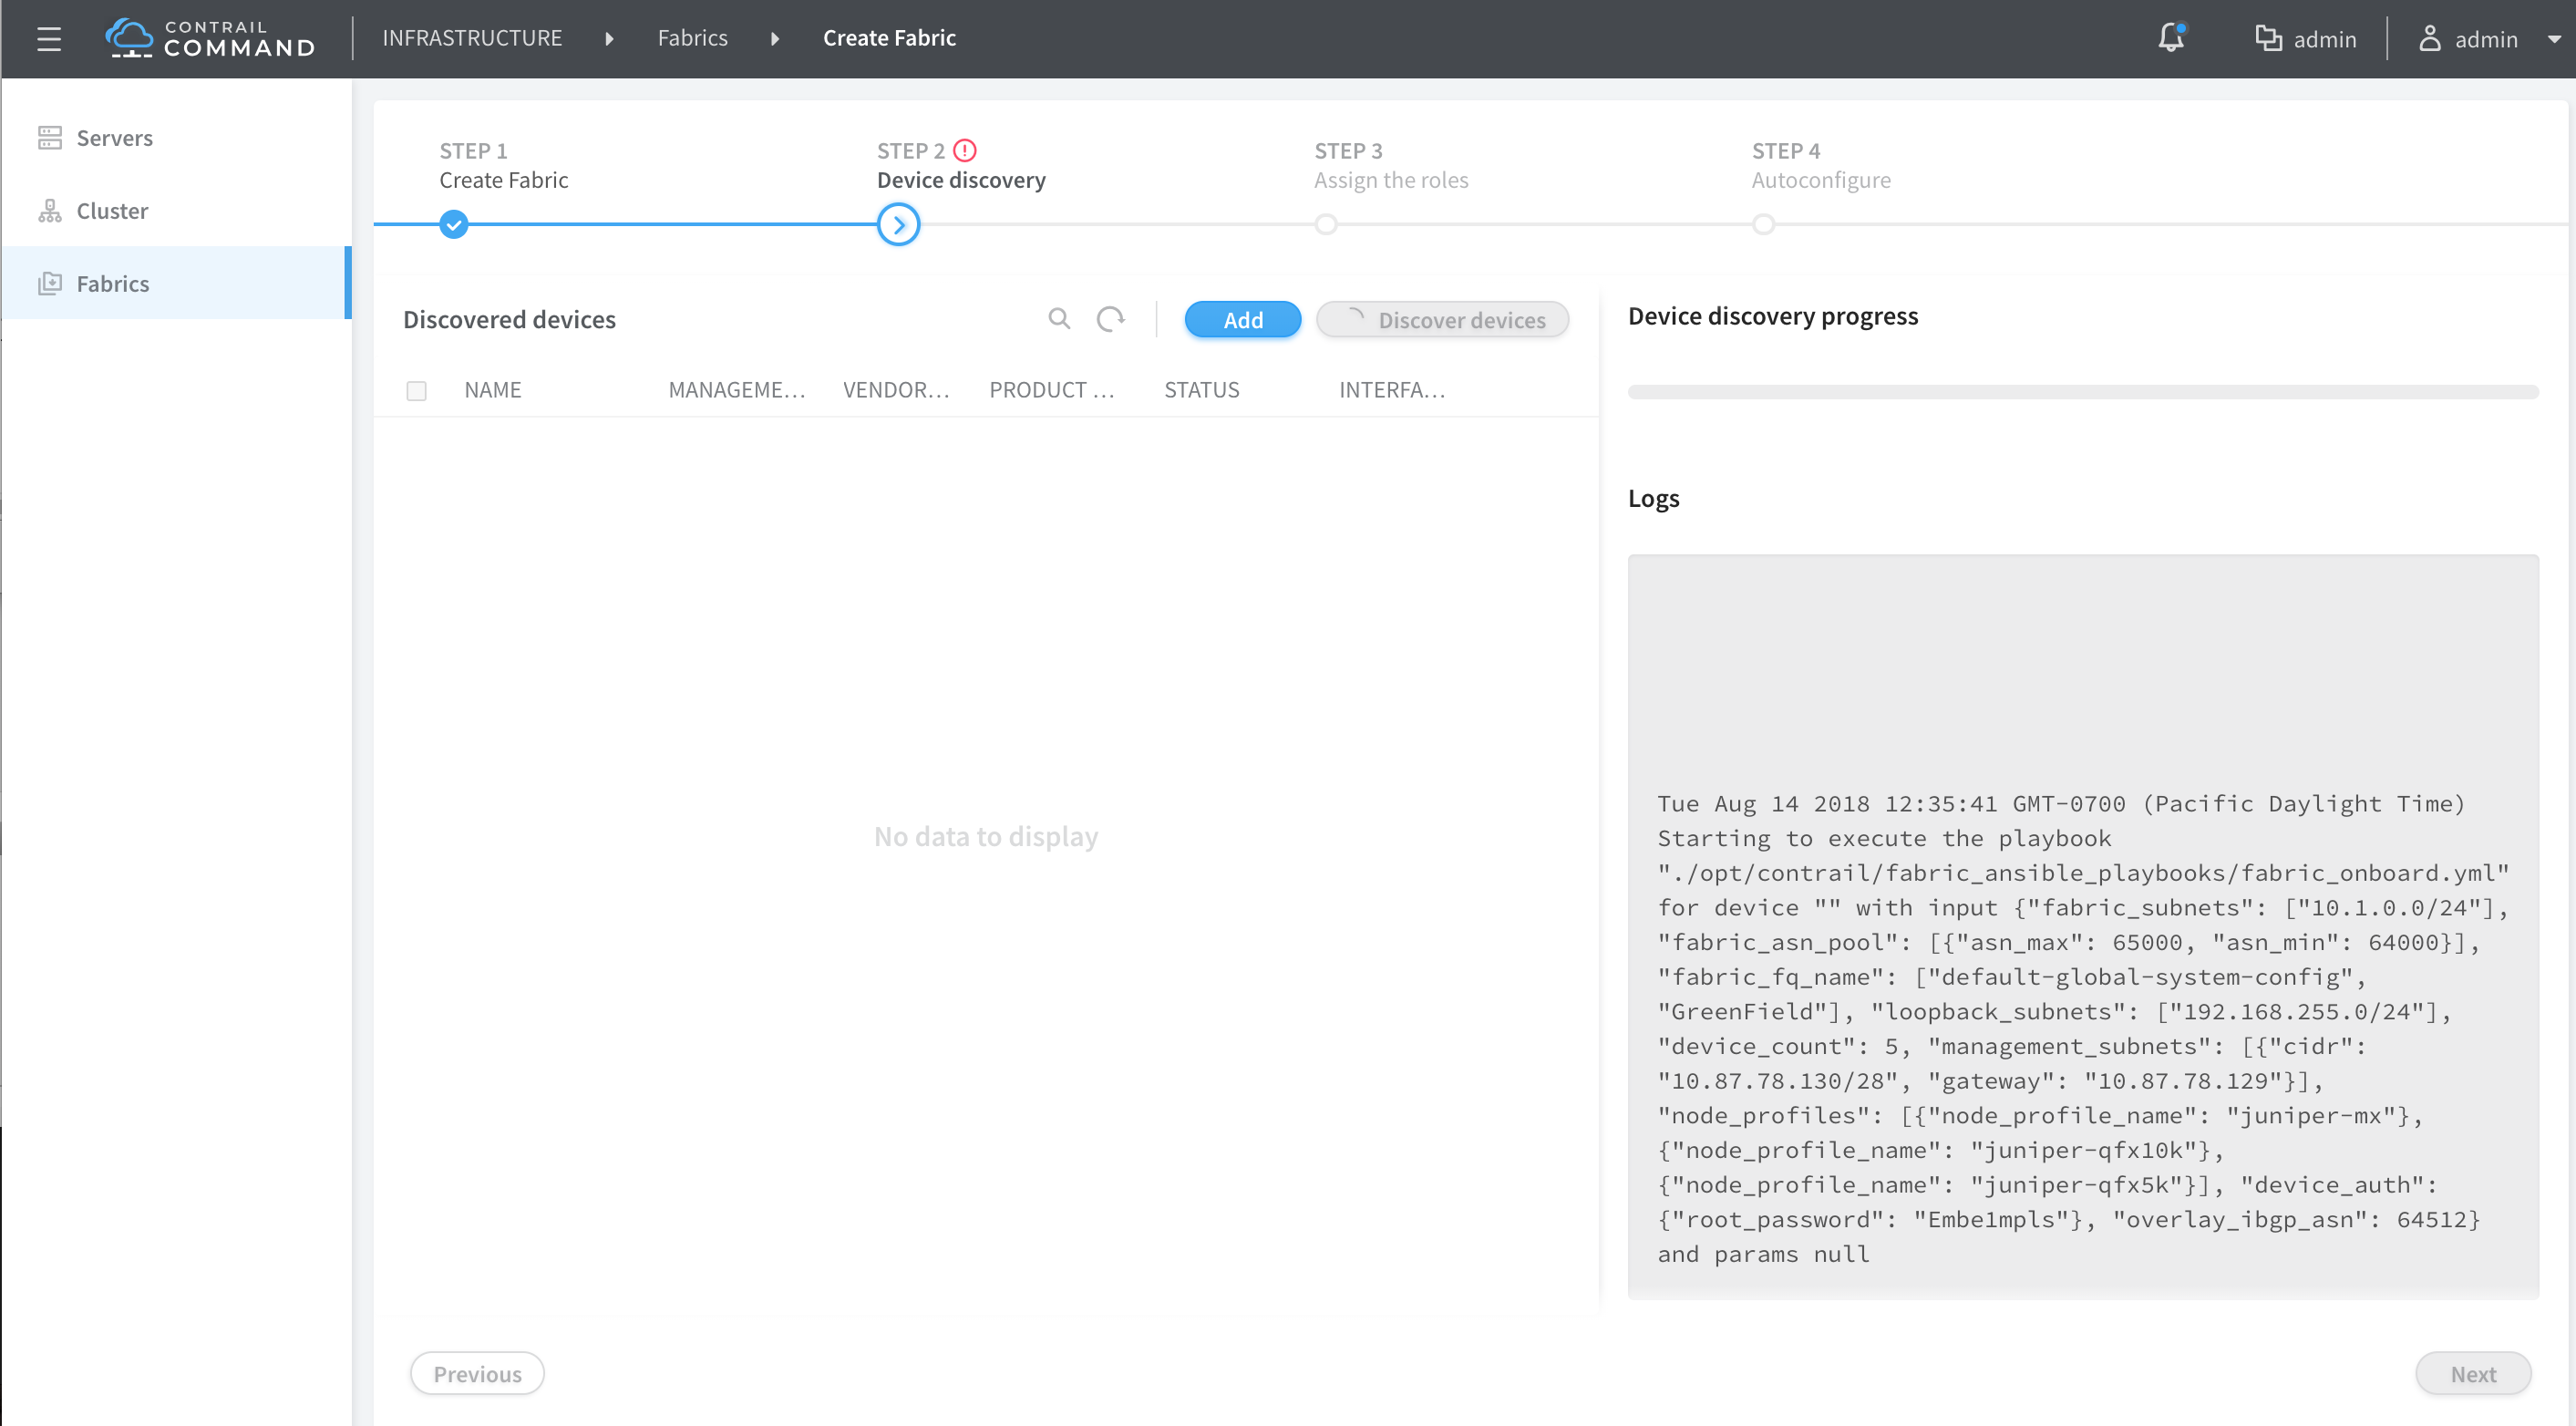 CONTRAIL
COMMAND
INFRASTRUCTURE
Fabrics
Create Fabric
admin
admin
Servers
Cluster
Fabrics
STEP 1
Create Fabric
STEP 2
Device discovery
STEP 3
Assign the roles
STEP 4
Autoconfigure
Discovered devices
Add
Discover devices
NAME
MANAGEME...
VENDOR...
PRODUCT ...
STATUS
INTERFA...
No data to display
Device discovery progress
Logs
Tue Aug 14 2018 12:35:41 GMT-0700 (Pacific Daylight Time)
Starting to execute the playbook
"./opt/contrail/fabric_ansible_playbooks/fabric_onboard.yml"
for device "" with input {"fabric_subnets": ["10.1.0.0/24"],
"fabric_asn_pool": [{"asn_max": 65000, "asn_min": 64000}],
"fabric_fq_name": ["default-global-system-config",
"GreenField"], "loopback_subnets": ["192.168.255.0/24"],
"device_count": 5, "management_subnets": [{"cidr":
"10.87.78.130/28", "gateway": "10.87.78.129"}],
"node_profiles": [{"node_profile_name": "juniper-mx"},
{"node_profile_name": "juniper-qfx10k"},
{"node_profile_name": "juniper-qfx5k"}], "device_auth":
{"root_password": "Embe1mpls"}, "overlay_ibgp_asn": 64512}
and params null
Previous
Next